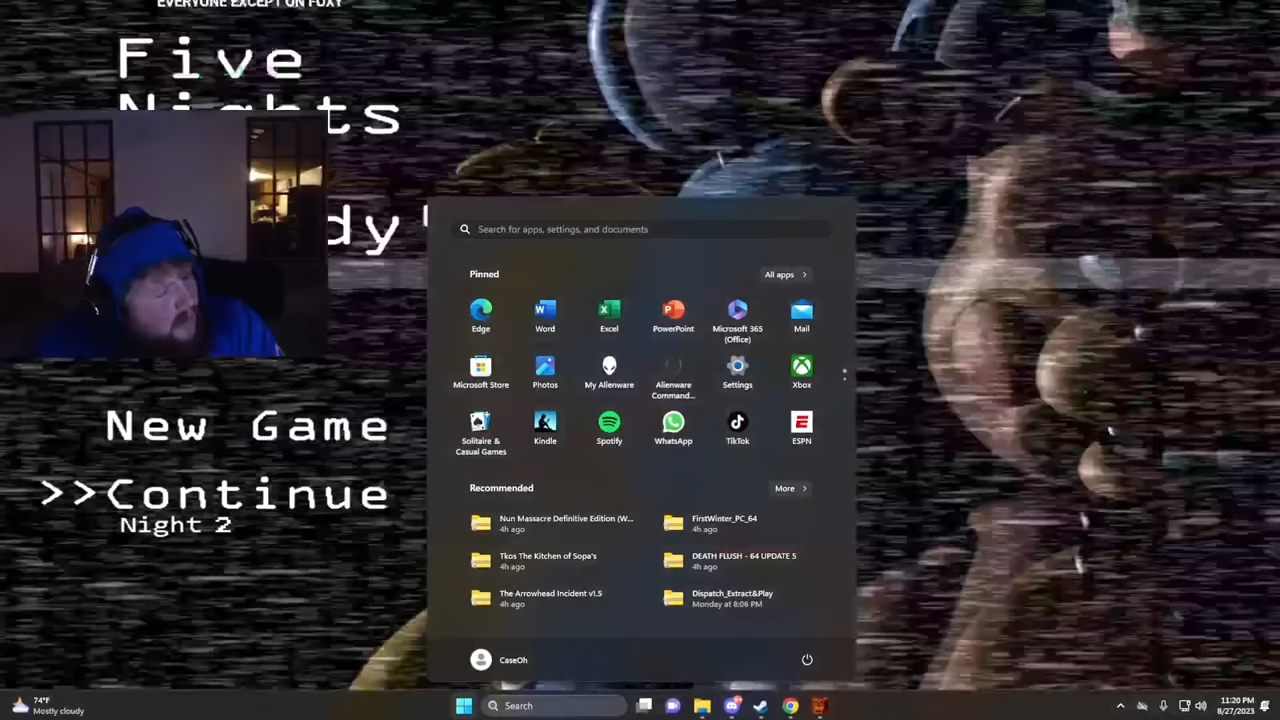 EVERYONE EXCEPT ON FOXY
Five
Nights
dy'
New Game
>>Continue
Night 2
Search for apps, settings, and documents
Pinned
All apps >
Edge
Word
Excel
PowerPoint
Microsoft 365
(Office)
Mail
Microsoft Store
Photos
My Alienware
Alienware
Command...
Settings
Xbox
Solitaire &
Casual Games
Kindle
Spotify
WhatsApp
TikTok
ESPN
Recommended
More >
Nun Massacre Definitive Edition (W...
4h ago
FirstWinter_PC_64
4h ago
Tkos The Kitchen of Sopa's
4h ago
DEATH FLUSH - 64 UPDATE 5
4h ago
The Arrowhead Incident v1.5
4h ago
Dispatch_Extract&Play
Monday at 8:06 PM
CaseOh
74°F
Mostly cloudy
Search
11:20 PM
8/27/2023